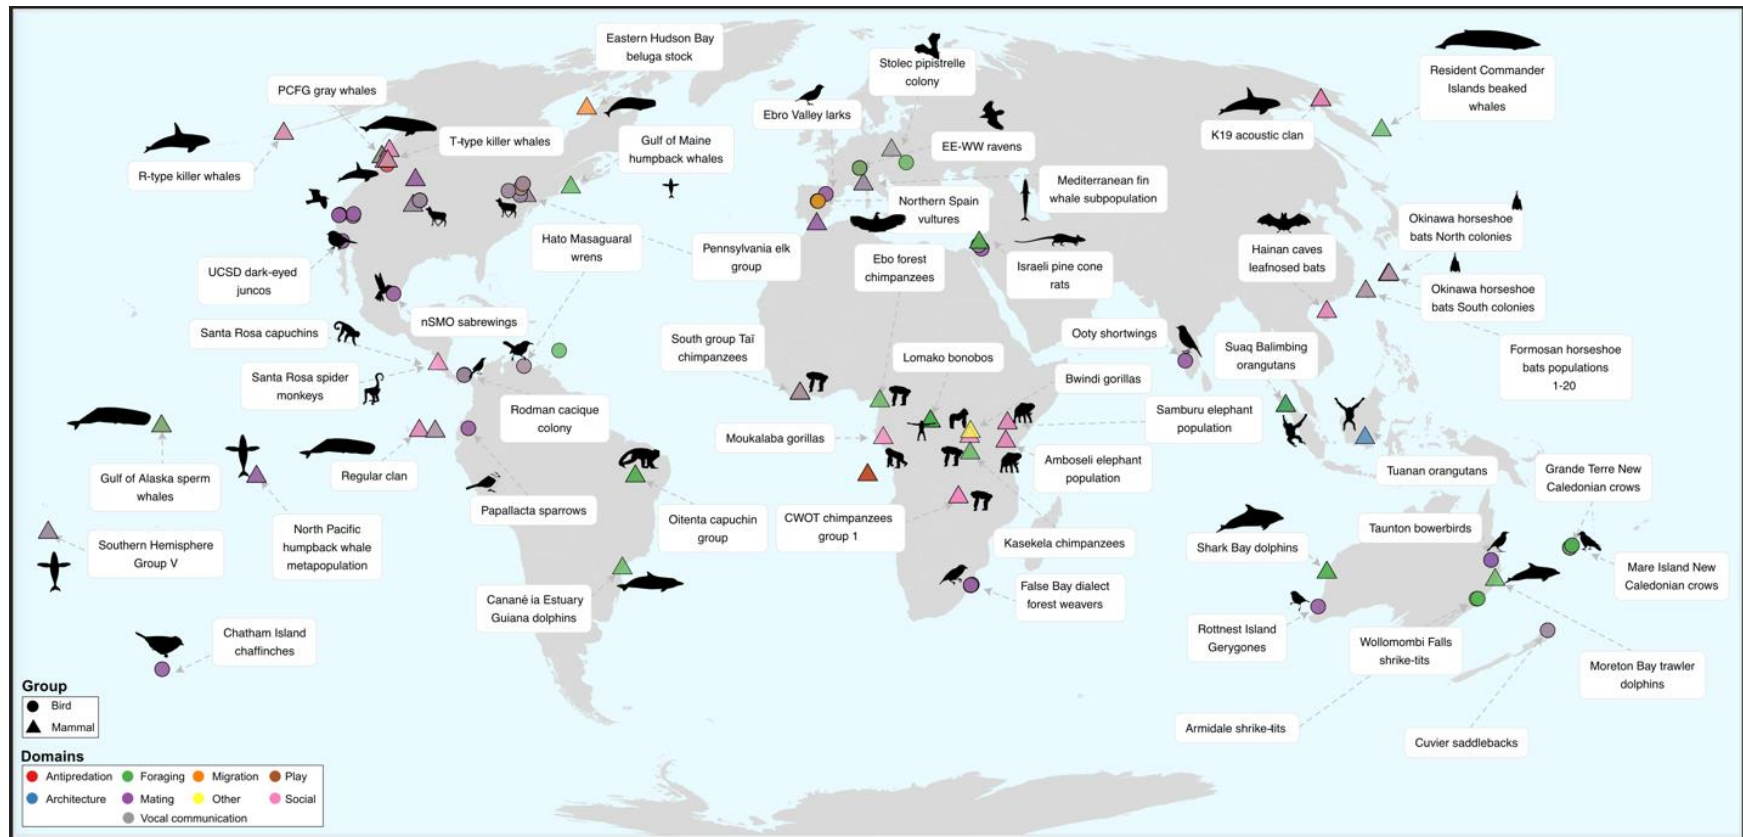 Eastern Hudson Bay
beluga stock
Stolec pipistrelle
colony
Resident Commander
Islands beaked
whales
PCFG gray whales
Ebro Valley larks
K19 acoustic clan
T-type killer whales
Gulf of Maine
humpback whales
EE-WW ravens
R-type killer whales
Mediterranean fin
whale subpopulation
Northern Spain
vultures
Okinawa horseshoe
bats North colonies
Hato Masaguaral
wrens
Pennsylvania elk
group
Ebo forest
chimpanzees
Israeli pine cone
rats
Hainan caves
leafnosed bats
UCSD dark-eyed
juncos
Okinawa horseshoe
bats South colonies
nSMO sabrewings
Santa Rosa capuchins
South group Taï
chimpanzees
Lomako bonobos
Ooty shortwings
Suaq Balimbing
orangutans
Formosan horseshoe
bats populations
1-20
Santa Rosa spider
monkeys
Bwindi gorillas
Rodman cacique
colony
Samburu elephant
population
Moukalaba gorillas
Gulf of Alaska sperm
whales
Regular clan
Amboseli elephant
population
Tuanan orangutans
Grande Terre New
Caledonian crows
Papallacta sparrows
Oitenta capuchin
group
CWOT chimpanzees
group 1
Taunton bowerbirds
North Pacific
humpback whale
metapopulation
Southern Hemisphere
Group V
Kasekela chimpanzees
Shark Bay dolphins
Mare Island New
Caledonian crows
Canané ia Estuary
Guiana dolphins
False Bay dialect
forest weavers
Chatham Island
chaffinches
Rottnest Island
Gerygones
Wollomombi Falls
shrike-tits
Moreton Bay trawler
dolphins
Armidale shrike-tits
Cuvier saddlebacks
Group
Bird
Mammal
Domains
Antipredation Foraging Migration Play
Architecture Mating Other Social
Vocal communication